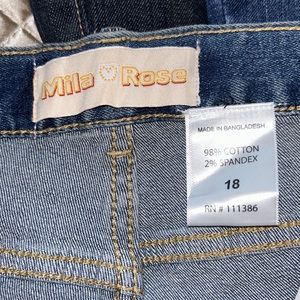 Mila Rose
MADE IN BANGLADESH
98% COTTON
2% SPANDEX
18
RN # 111386